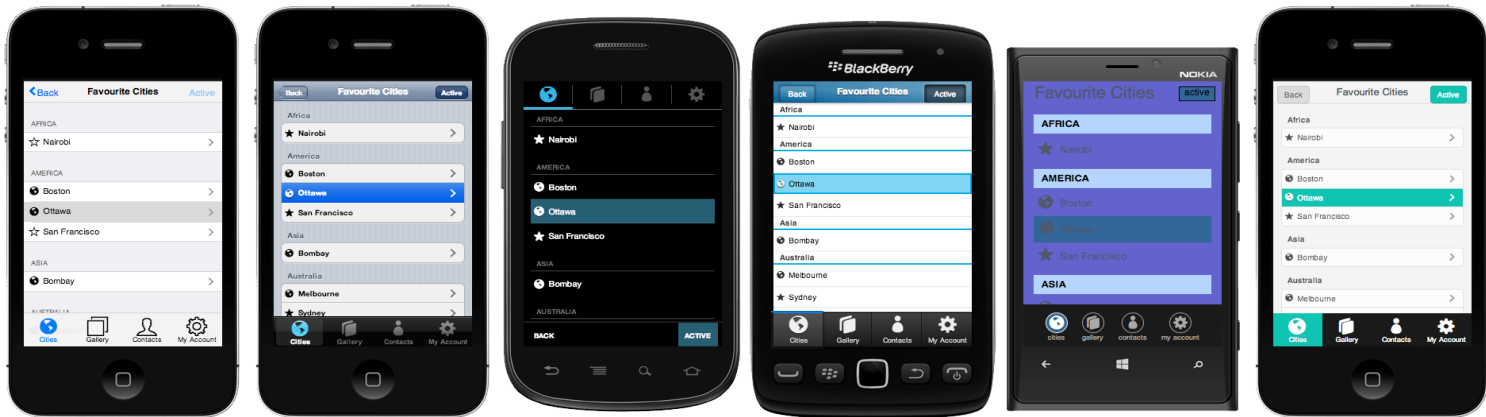 Back Favourite Cities Active
AFRICA
Nairobi
AMERICA
Boston
Ottawa
San Francisco
ASIA
Bombay
AUSTRALIA
Cities Gallery Contacts My Account
Back Favourite Cities Active
Africa
Nairobi
America
Boston
Ottawa
San Francisco
Asia
Bombay
Australia
Melbourne
Sydney
Cities Gallery Contacts My Account
AFRICA
Nairobi
AMERICA
Boston
Ottawa
San Francisco
ASIA
Bombay
AUSTRALIA
BACK ACTIVE
BlackBerry
Back Favourite Cities Active
Africa
Nairobi
America
Boston
Ottawa
San Francisco
Asia
Bombay
Australia
Melbourne
Sydney
Cities Gallery Contacts My Account
NOKIA
Favourite Cities active
AFRICA
Nairobi
AMERICA
Boston
Ottawa
San Francisco
ASIA
cities gallery contacts my account
Back Favourite Cities Active
Africa
Nairobi
America
Boston
Ottawa
San Francisco
Asia
Bombay
Australia
Melbourne
Cities Gallery Contacts My Account